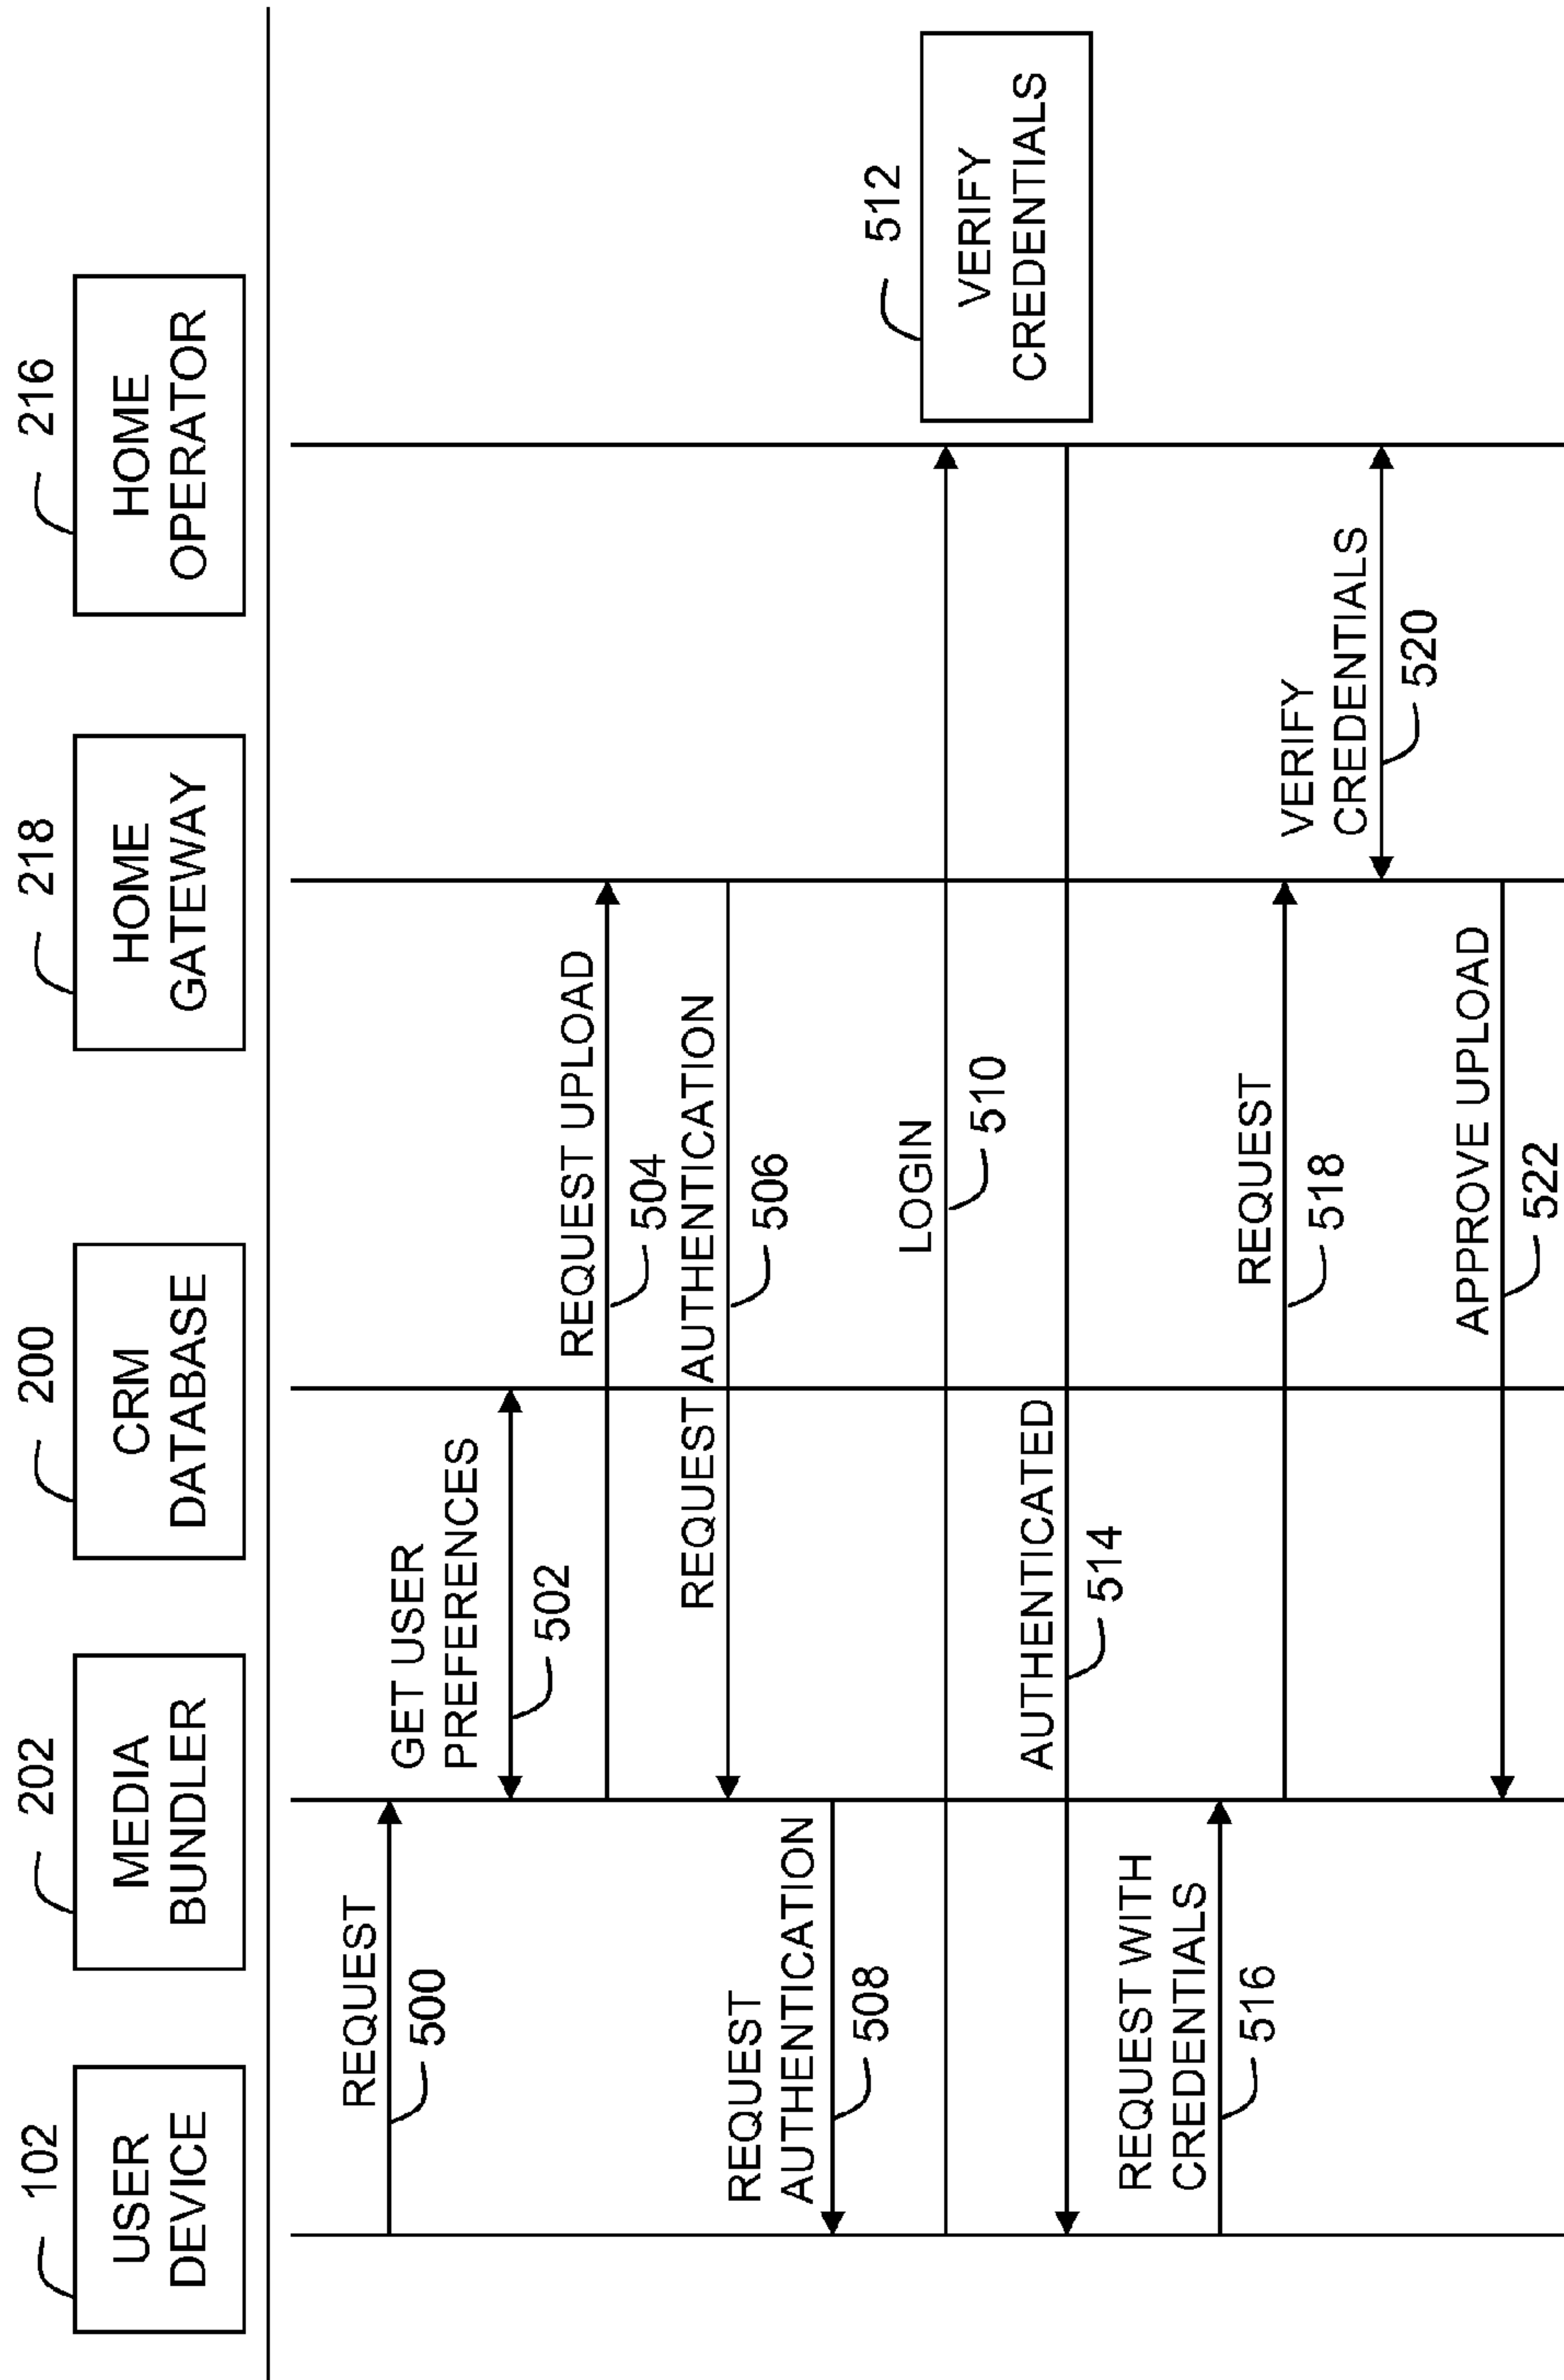 102
USER
DEVICE
202
MEDIA
BUNDLER
200
CRM
DATABASE
218
HOME
GATEWAY
216
HOME
OPERATOR
REQUEST
500
GET USER
PREFERENCES
502
REQUEST UPLOAD
504
REQUEST AUTHENTICATION
506
REQUEST
AUTHENTICATION
508
LOGIN
510
512
VERIFY
CREDENTIALS
AUTHENTICATED
514
REQUEST WITH
CREDENTIALS
516
REQUEST
518
VERIFY
CREDENTIALS
520
APPROVE UPLOAD
522